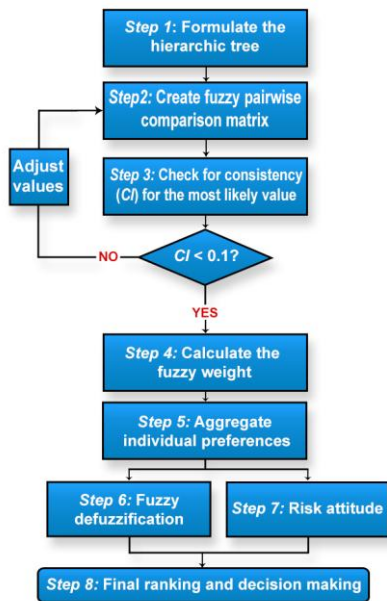 Step 1: Formulate the
hierarchic tree
Step2: Create fuzzy pairwise
comparison matrix
Adjust
values
Step 3: Check for consistency
(CI) for the most likely value
NO
CI < 0.1?
YES
Step 4: Calculate the
fuzzy weight
Step 5: Aggregate
individual preferences
Step 6: Fuzzy
defuzzification
Step 7: Risk attitude
Step 8: Final ranking and decision making